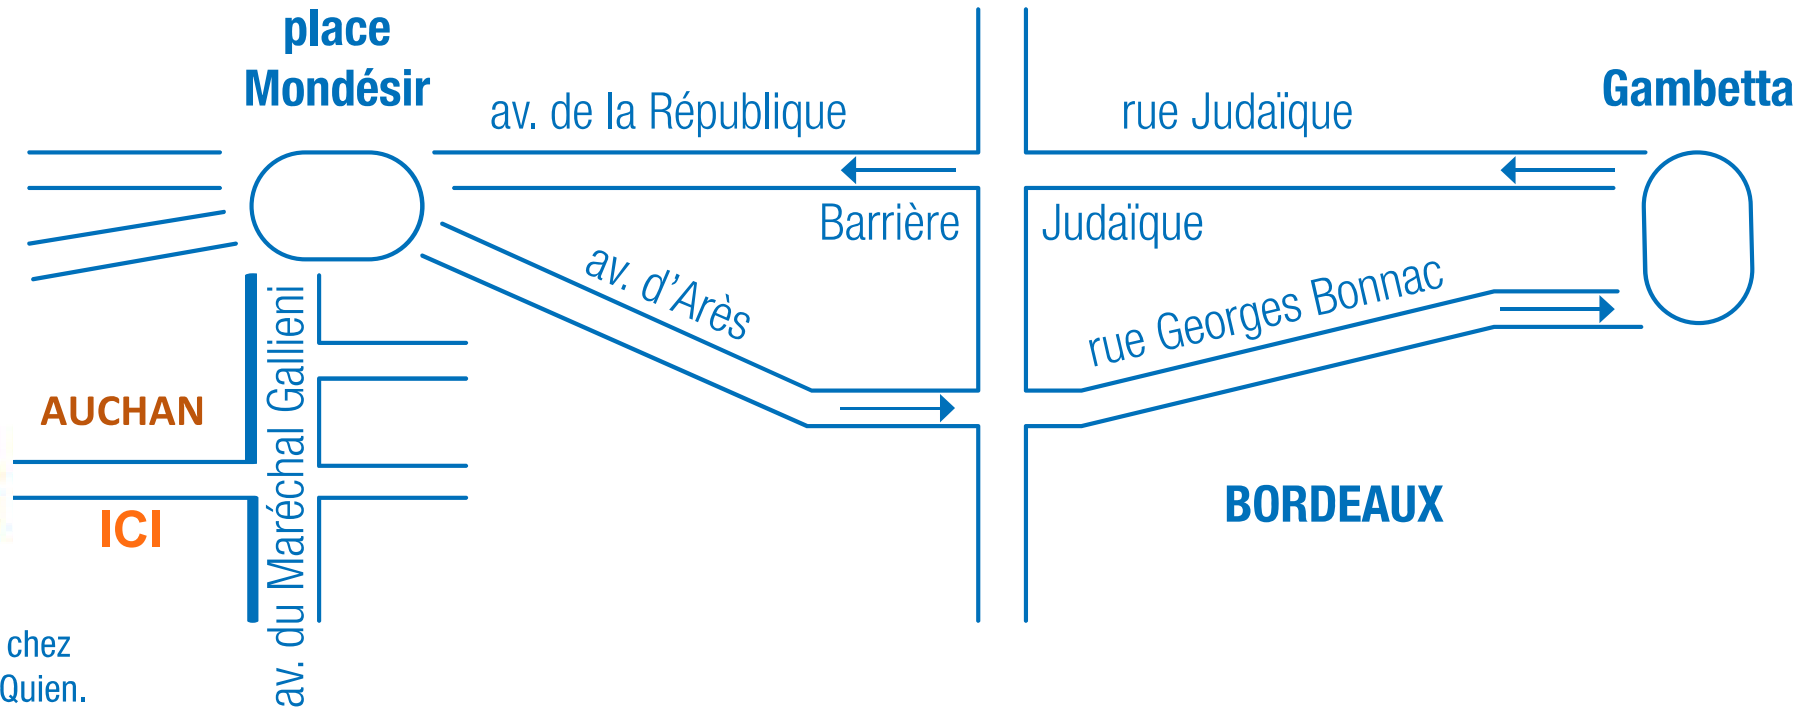 place
Mondésir
av. de la République
rue Judaïque
Gambetta
Barrière
Judaïque
av. d'Arès
rue Georges Bonnac
av. du Maréchal Gallieni
AUCHAN
ICI
BORDEAUX
chez
Quien.